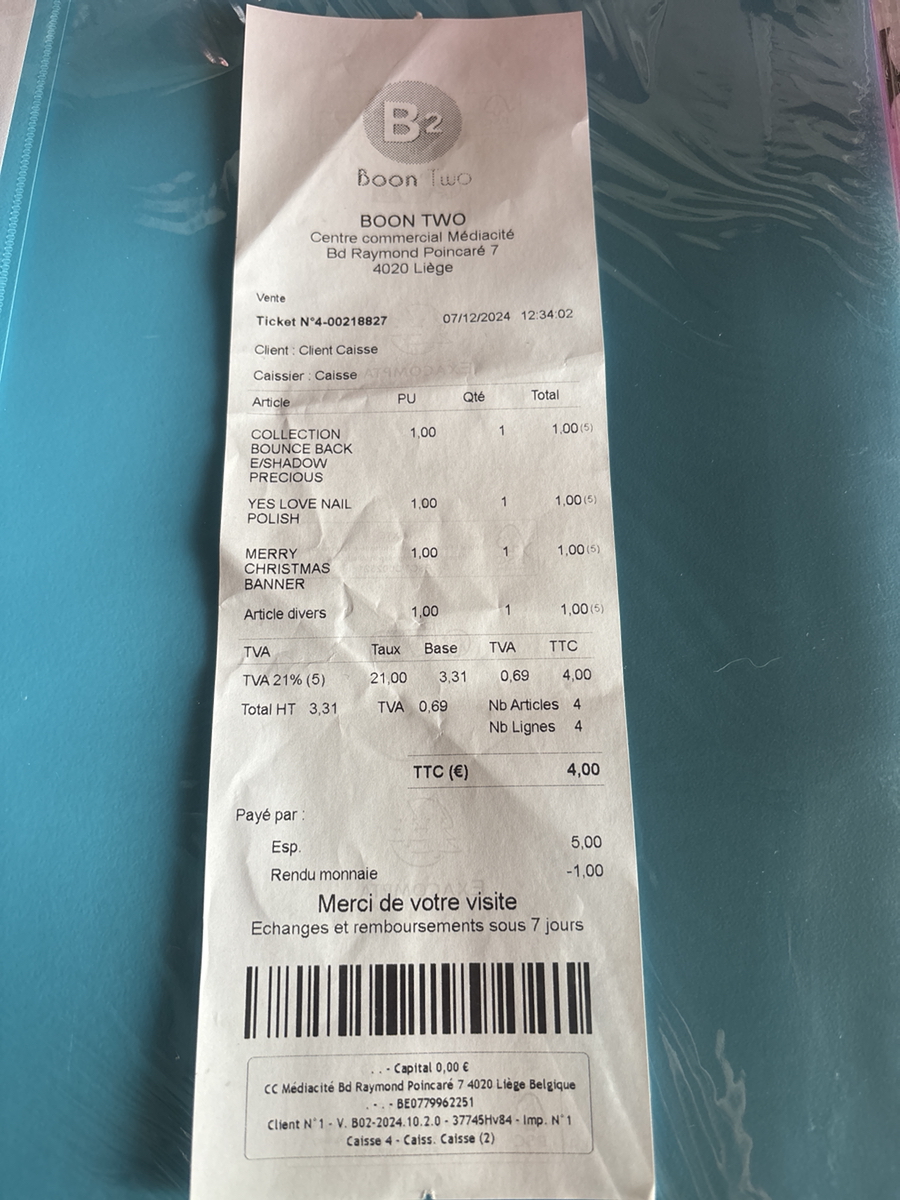 B2
Boon Two
BOON TWO
Centre commercial Médiacité
Bd Raymond Poincaré 7
4020 Liège
Vente
Ticket N°4-00218827 07/12/2024 12:34:02
Client : Client Caisse
Caissier : Caisse
Article PU Qté Total
COLLECTION 1,00 1 1,00 (5)
BOUNCE BACK
E/SHADOW
PRECIOUS
YES LOVE NAIL 1,00 1 1,00 (5)
POLISH
MERRY 1,00 1 1,00 (5)
CHRISTMAS
BANNER
Article divers 1,00 1 1,00 (5)
TVA Taux Base TVA TTC
TVA 21% (5) 21,00 3,31 0,69 4,00
Total HT 3,31 TVA 0,69 Nb Articles 4
Nb Lignes 4
TTC (€) 4,00
Payé par :
Esp. 5,00
Rendu monnaie -1,00
Merci de votre visite
Echanges et remboursements sous 7 jours
. . - Capital 0,00 €
CC Médiacité Bd Raymond Poincaré 7 4020 Liège Belgique
. - . - BE0779962251
Client N°1 - V. B02-2024.10.2.0 - 37745Hv84 - Imp. N°1
Caisse 4 - Caiss. Caisse (2)